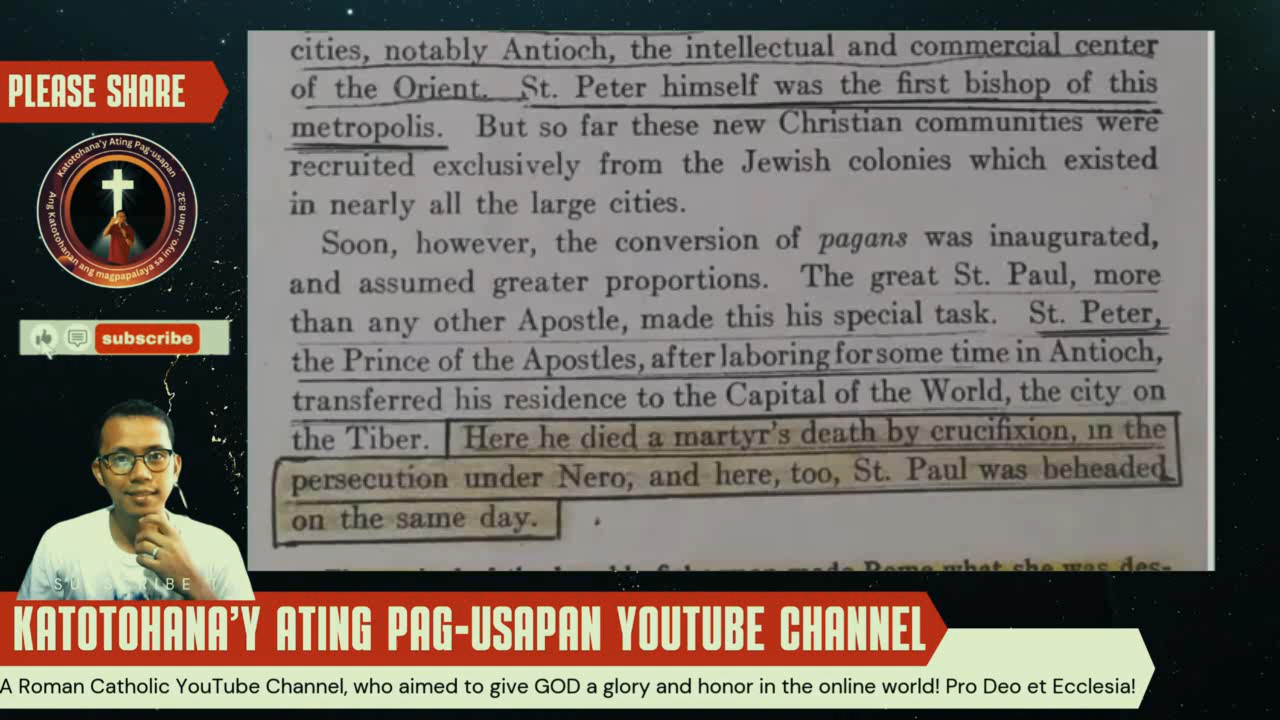 PLEASE SHARE
Katotohana'y Ating Pag-usapan
Ang Katotohanan ang magpapalaya sa inyo. Juan 8:32
subscribe
cities, notably Antioch, the intellectual and commercial center
of the Orient. St. Peter himself was the first bishop of this
metropolis. But so far these new Christian communities were
recruited exclusively from the Jewish colonies which existed
in nearly all the large cities.
Soon, however, the conversion of pagans was inaugurated,
and assumed greater proportions. The great St. Paul, more
than any other Apostle, made this his special task. St. Peter,
the Prince of the Apostles, after laboring for some time in Antioch,
transferred his residence to the Capital of the World, the city on
the Tiber. Here he died a martyr's death by crucifixion, in the
persecution under Nero, and here, too, St. Paul was beheaded
on the same day.
made Rome what she was des-
SUBSCRIBE
KATOTOHANA'Y ATING PAG-USAPAN YOUTUBE CHANNEL
A Roman Catholic YouTube Channel, who aimed to give GOD a glory and honor in the online world! Pro Deo et Ecclesia!